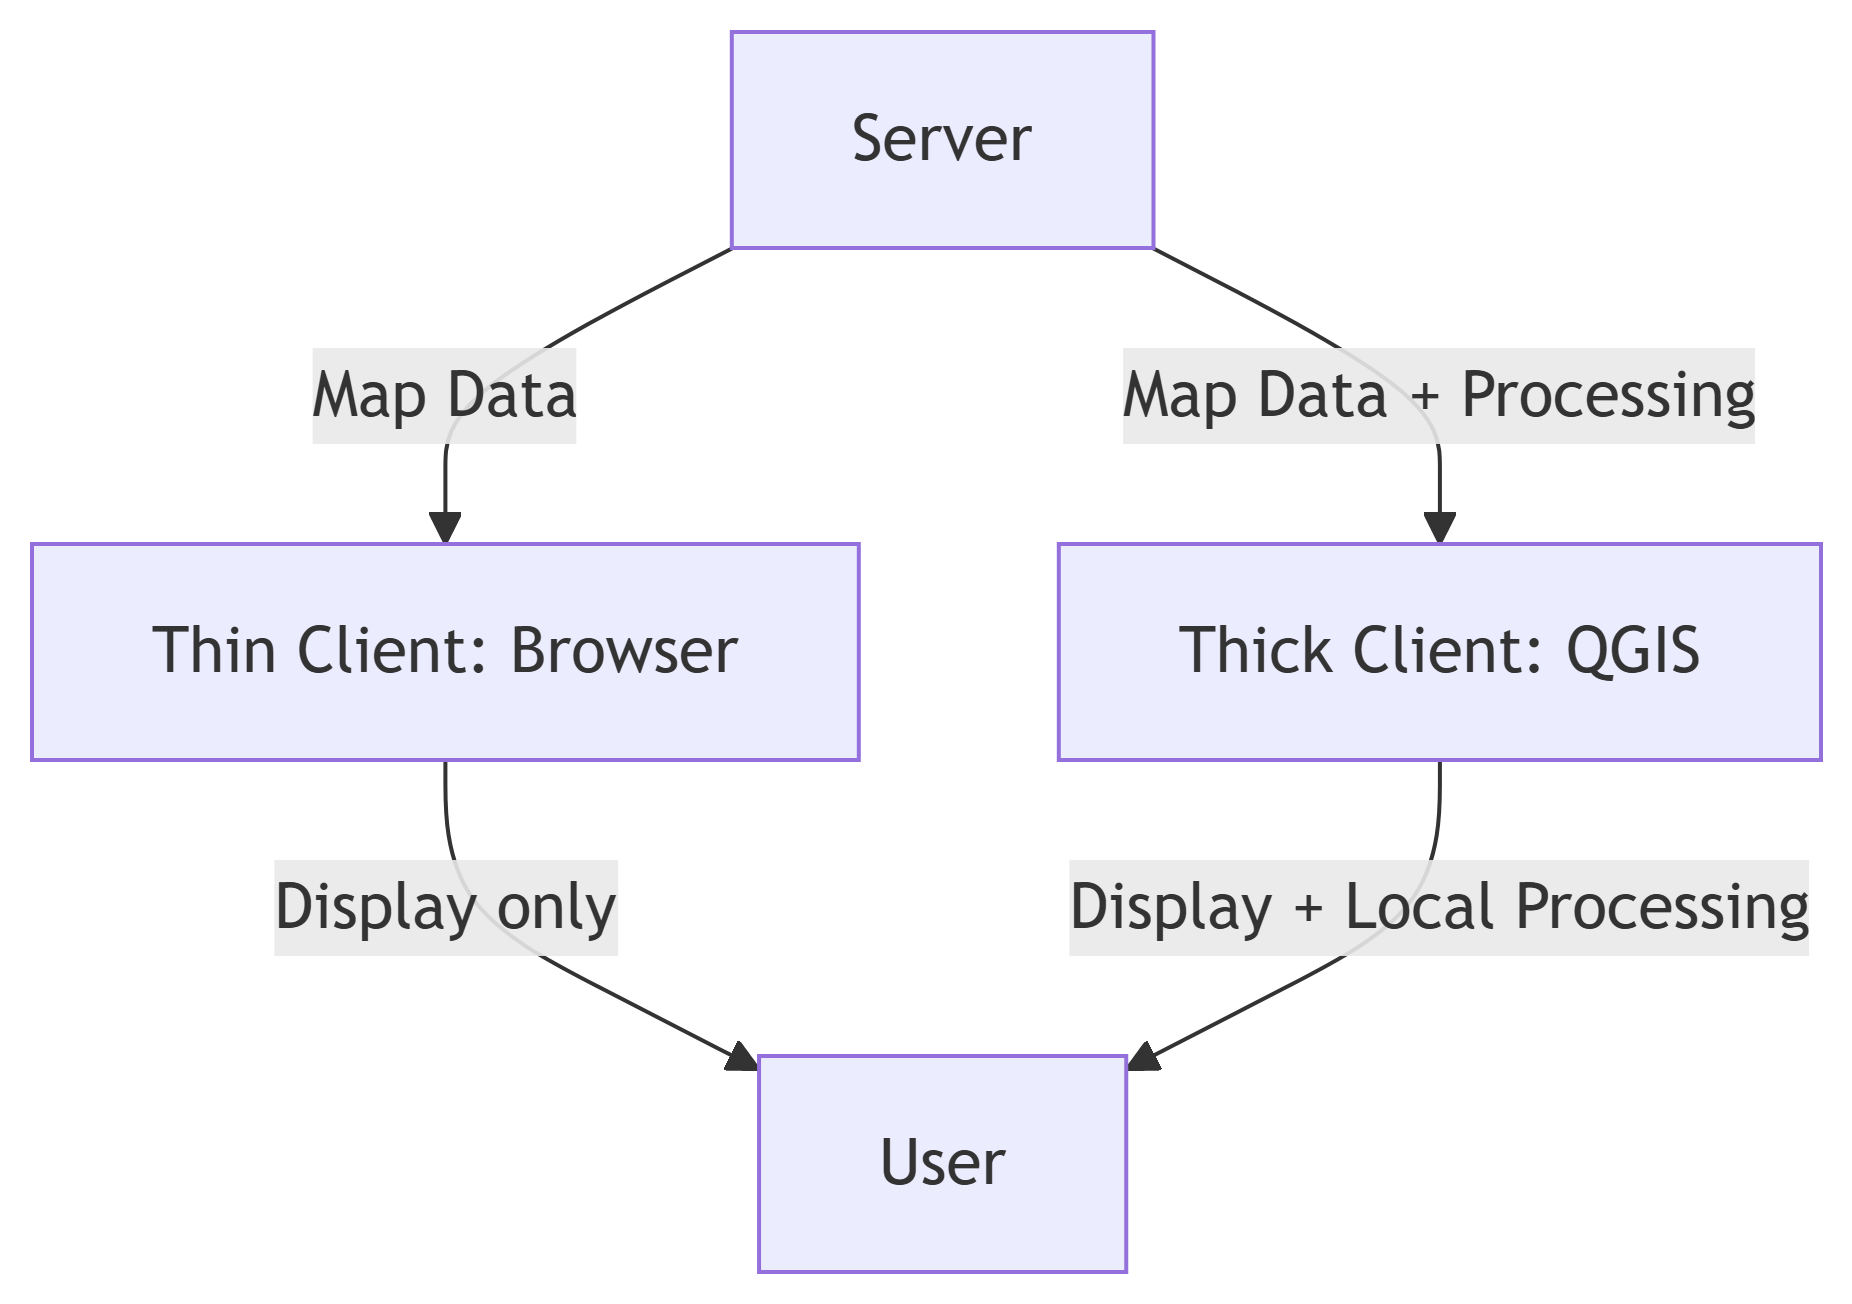 Server
Map Data
Map Data + Processing
Thin Client: Browser
Thick Client: QGIS
Display only
Display + Local Processing
User